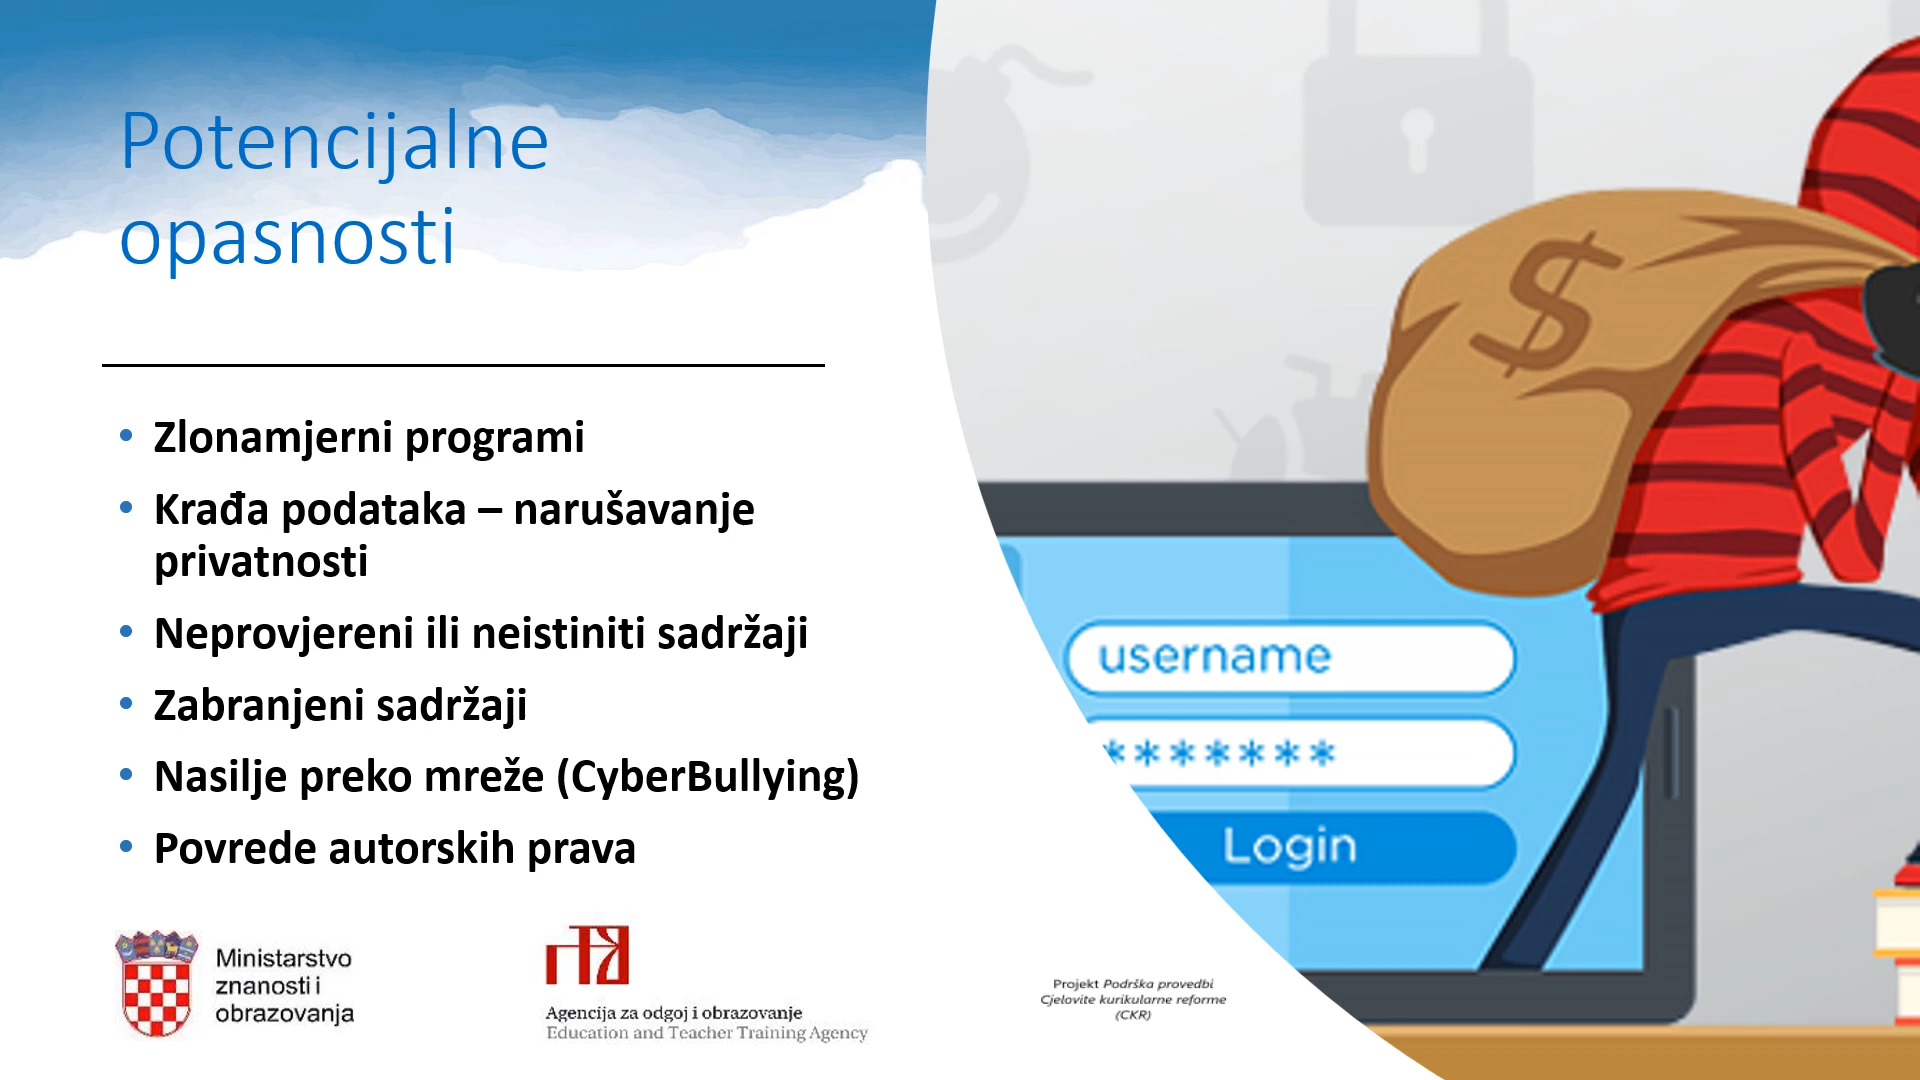 Potencijalne
opasnosti
• Zlonamjerni programi
• Krađa podataka – narušavanje
privatnosti
• Neprovjereni ili neistiniti sadržaji
• Zabranjeni sadržaji
• Nasilje preko mreže (CyberBullying)
• Povrede autorskih prava
$
username
*******
Login
Ministarstvo
znanosti i
obrazovanja
Agencija za odgoj i obrazovanje
Education and Teacher Training Agency
Projekt Podrška provedbi
Cjelovite kurikularne reforme
(CKR)